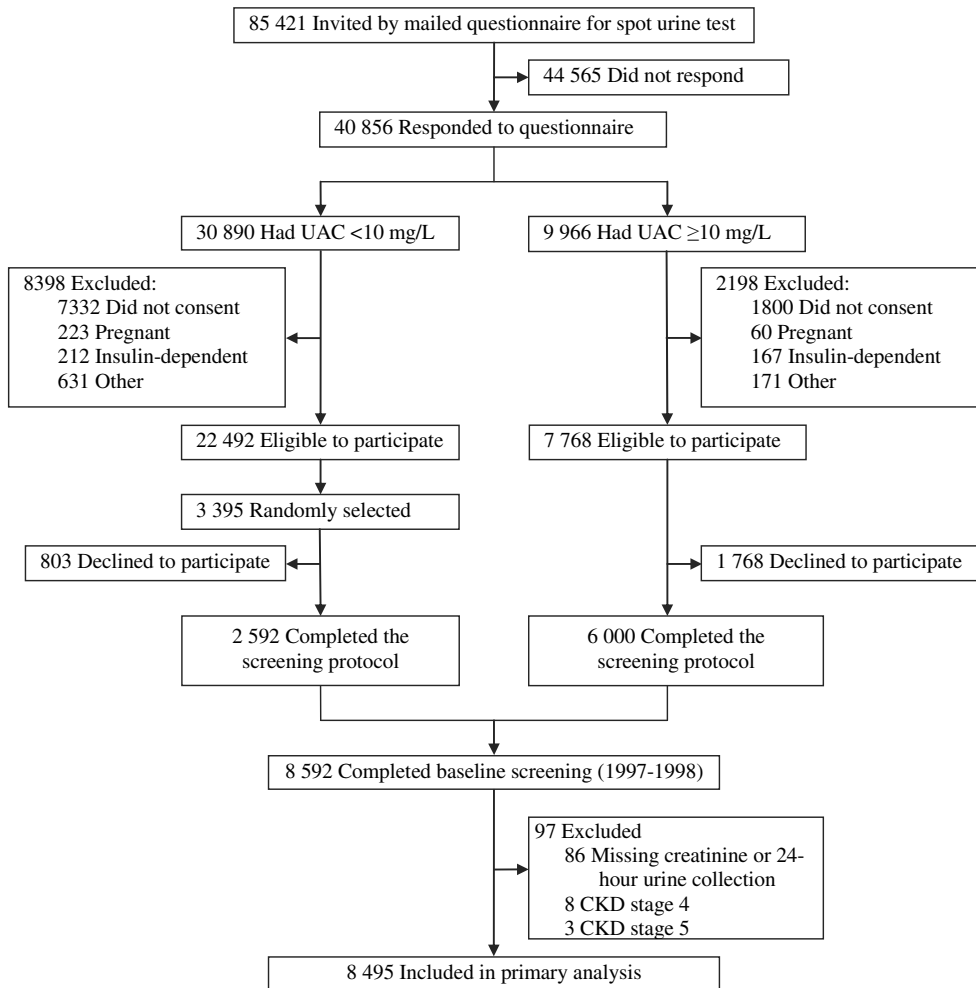 85 421 Invited by mailed questionnaire for spot urine test
44 565 Did not respond
40 856 Responded to questionnaire
30 890 Had UAC <10 mg/L
9 966 Had UAC ≥10 mg/L
8398 Excluded:
7332 Did not consent
223 Pregnant
212 Insulin-dependent
631 Other
2198 Excluded:
1800 Did not consent
60 Pregnant
167 Insulin-dependent
171 Other
22 492 Eligible to participate
7 768 Eligible to participate
3 395 Randomly selected
803 Declined to participate
1 768 Declined to participate
2 592 Completed the
screening protocol
6 000 Completed the
screening protocol
8 592 Completed baseline screening (1997-1998)
97 Excluded
86 Missing creatinine or 24-
hour urine collection
8 CKD stage 4
3 CKD stage 5
8 495 Included in primary analysis